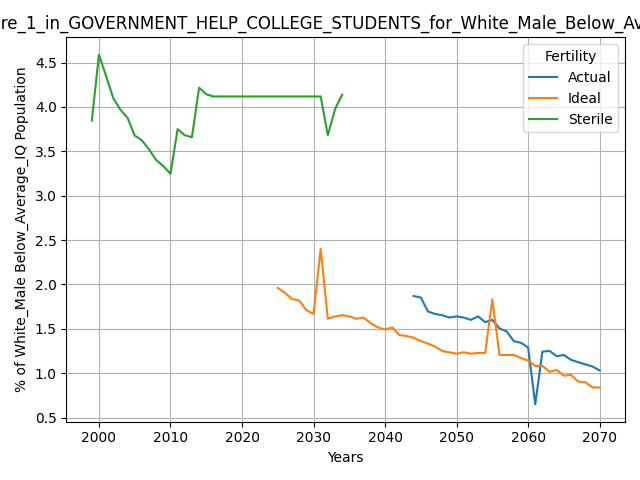 re_1_in_GOVERNMENT_HELP_COLLEGE_STUDENTS_for_White_Male_Below_Av
Fertility
Actual
Ideal
Sterile
% of White_Male Below_Average_IQ Population
4.5
4.0
3.5
3.0
2.5
2.0
1.5
1.0
0.5
2000 2010 2020 2030 2040 2050 2060 2070
Years